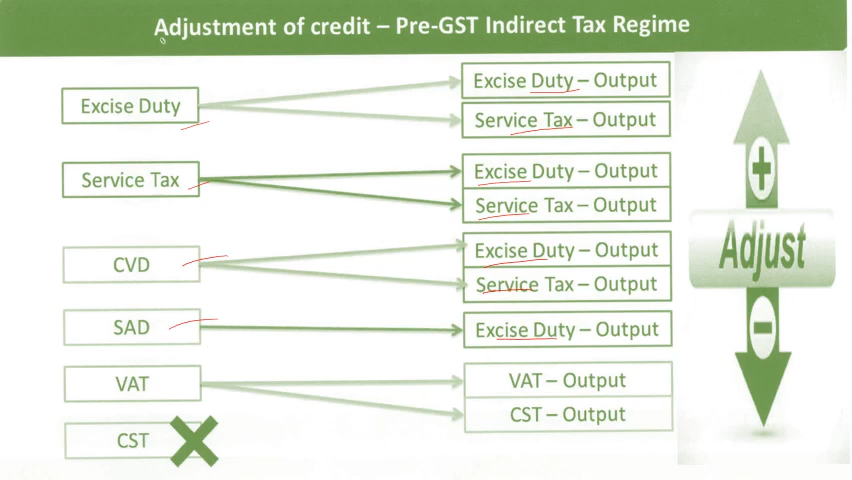 Adjustment of credit – Pre-GST Indirect Tax Regime
Excise Duty
Excise Duty – Output
Service Tax – Output
Service Tax
Excise Duty – Output
Service Tax – Output
CVD
Excise Duty – Output
Service Tax – Output
SAD
Excise Duty – Output
VAT
VAT – Output
CST – Output
CST
Adjust